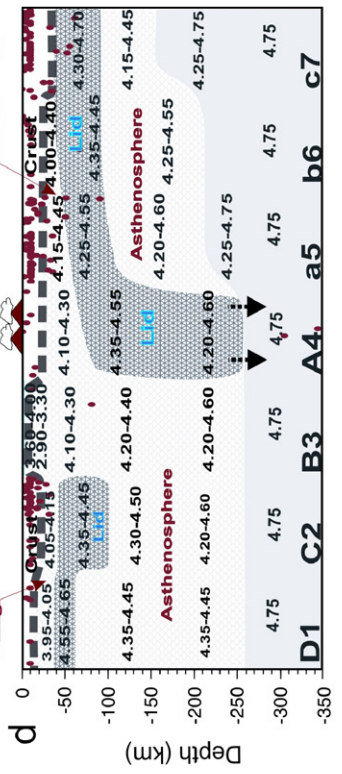 d
Depth (km)
0
-50
-100
-150
-200
-250
-300
-350
Crust
3.60-4.00
Crust
3.95-4.05
4.05-4.15
2.90-3.30
4.10-4.30
4.15-4.45
4.00-4.40
4.30-4.70
4.55-4.65
4.35-4.45
Lid
4.10-4.30
4.25-4.55
4.35-4.45
Lid
4.35-4.45
4.30-4.50
4.20-4.40
4.35-4.55
Lid
Asthenosphere
4.15-4.45
Asthenosphere
4.20-4.60
4.25-4.55
4.35-4.45
4.20-4.60
4.20-4.60
4.20-4.60
4.25-4.75
4.25-4.75
4.75
4.75
4.75
4.75
4.75
4.75
4.75
D1
C2
B3
A4
a5
b6
c7